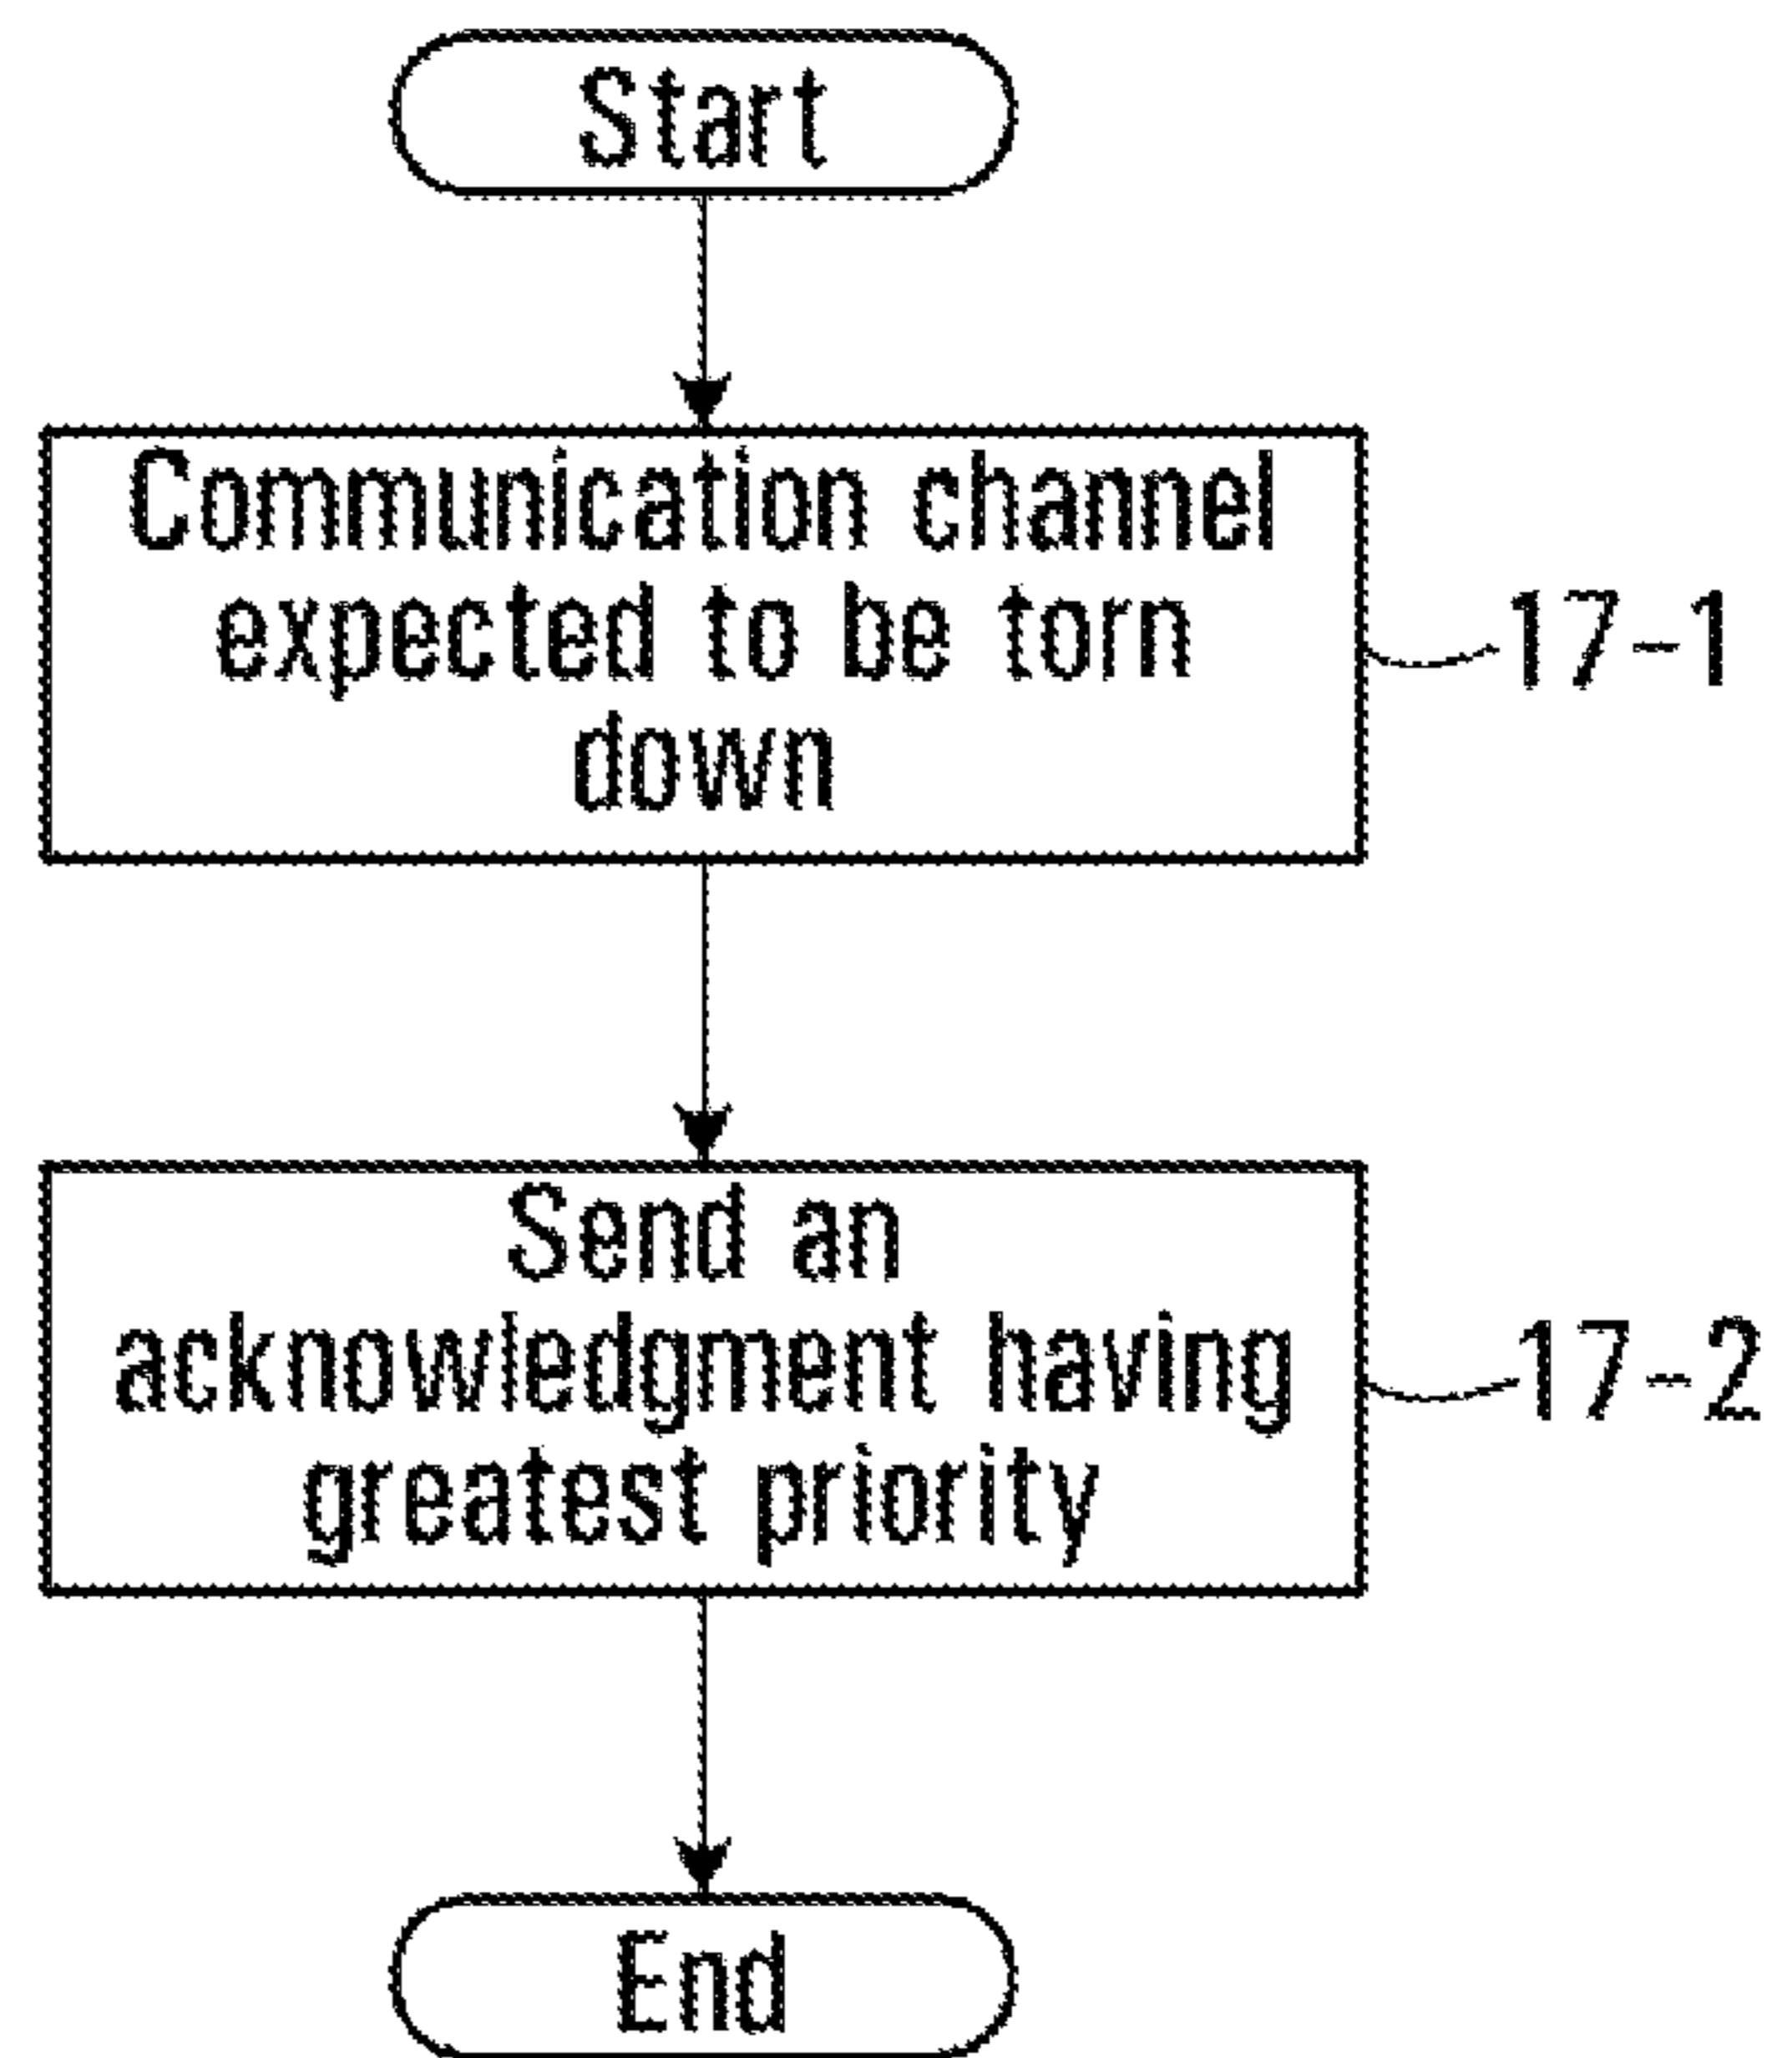 Start
Communication channel
expected to be torn
down
17-1
Send an
acknowledgment having
greatest priority
17-2
End